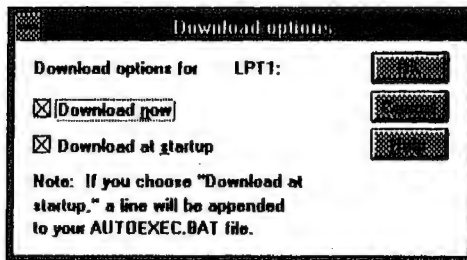 Download options
Download options for LPT1:
Download now
Download at startup
Help
Note: If you choose "Download at
startup," a line will be appended
to your AUTOEXEC.BAT file.